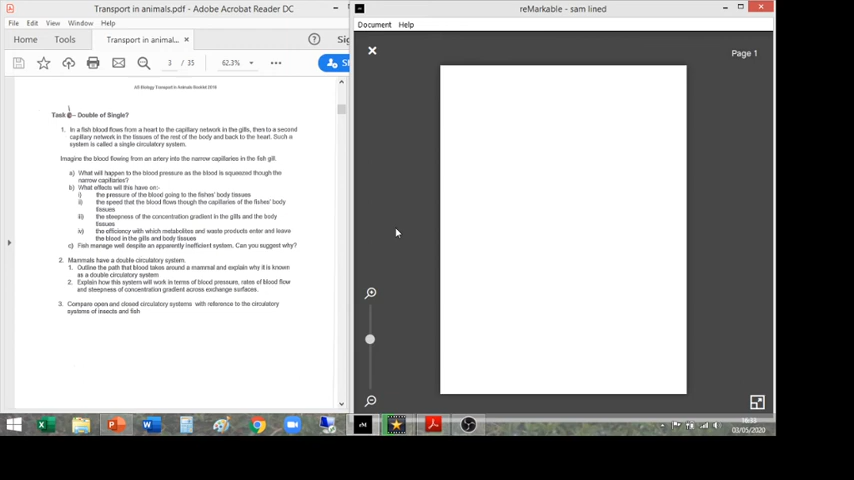 Transport in animals.pdf - Adobe Acrobat Reader DC
File Edit View Window Help
Home Tools Transport in animal... ×
3 / 35 62.3%
AS Biology Transport in Animals Booklet 2016
Task – Double of Single?
1. In a fish blood flows from a heart to the capillary network in the gills, then to a second
capillary network in the tissues of the rest of the body and back to the heart. Such a
system is called a single circulatory system.
Imagine the blood flowing from an artery into the narrow capillaries in the fish gill.
a) What will happen to the blood pressure as the blood is squeezed though the
narrow capillaries?
b) What effects will this have on:-
i) the pressure of the blood going to the fishes' body tissues
ii) the speed that the blood flows though the capillaries of the fishes' body
tissues
iii) the steepness of the concentration gradient in the gills and the body
tissues
iv) the efficiency with which metabolites and waste products enter and leave
the blood in the gills and body tissues
c) Fish manage well despite an apparently inefficient system. Can you suggest why?
2. Mammals have a double circulatory system.
1. Outline the path that blood takes around a mammal and explain why it is known
as a double circulatory system
2. Explain how this system will work in terms of blood pressure, rates of blood flow
and steepness of concentration gradient across exchange surfaces.
3. Compare open and closed circulatory systems with reference to the circulatory
systems of insects and fish
reMarkable - sam lined
Document Help
Page 1
rM
16:33
03/05/2020